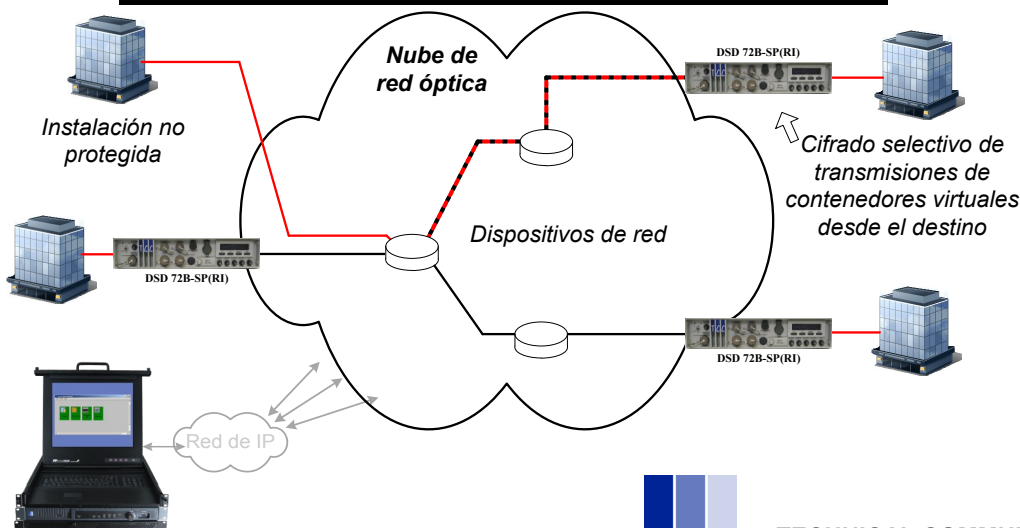 Nube de
red óptica
DSD 72B-SP(RI)
Instalación no
protegida
Cifrado selectivo de
transmisiones de
contenedores virtuales
desde el destino
Dispositivos de red
DSD 72B-SP(RI)
DSD 72B-SP(RI)
Red de IP